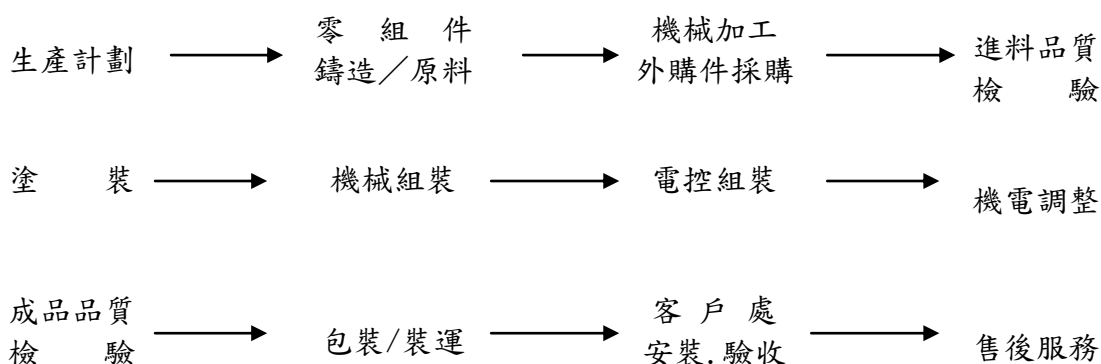 生產計劃
零組件
鑄造／原料
機械加工
外購件採購
進料品質
檢驗
塗裝
機械組裝
電控組裝
機電調整
成品品質
檢驗
包裝/裝運
客戶處
安裝.驗收
售後服務